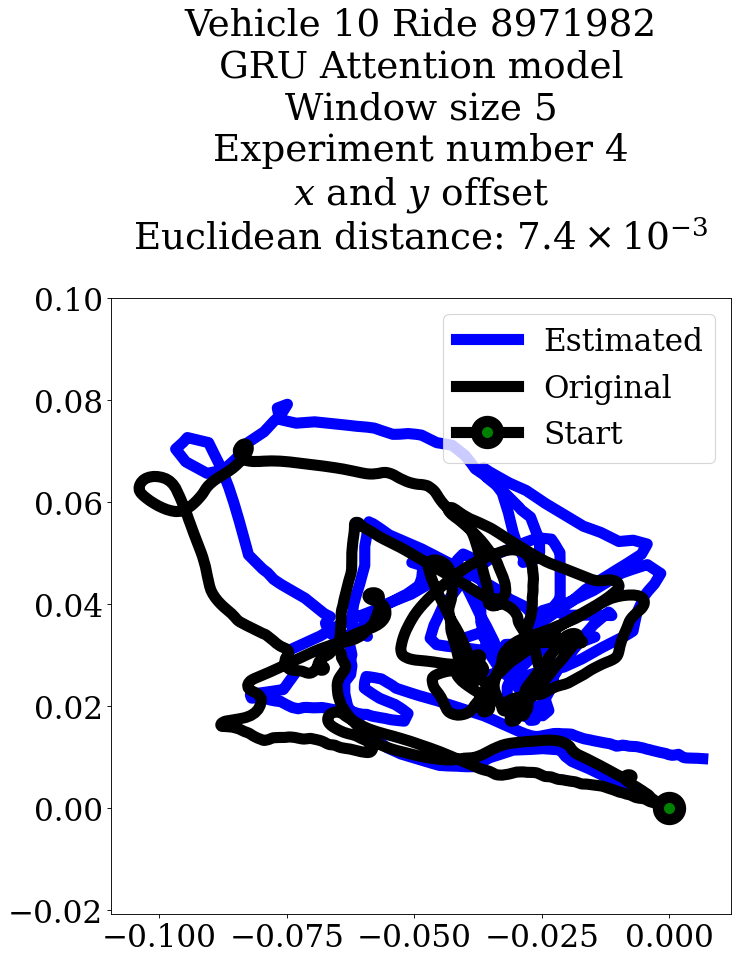 Vehicle 10 Ride 8971982
GRU Attention model
Window size 5
Experiment number 4
x and y offset
Euclidean distance: 7.4 × 10⁻³
0.10
Estimated
0.08
Original
Start
0.06
0.04
0.02
0.00
−0.02
−0.100 −0.075 −0.050 −0.025 0.000